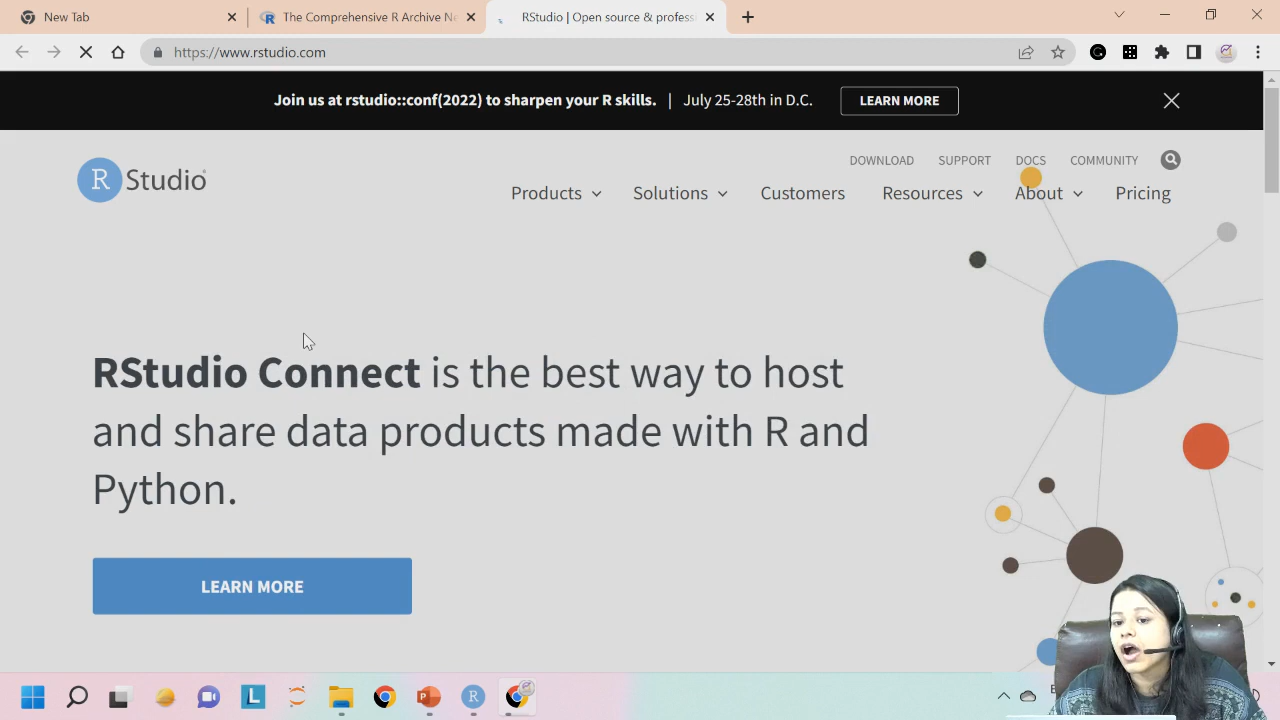 New Tab
The Comprehensive R Archive Ne
RStudio | Open source & profess
https://www.rstudio.com
Join us at rstudio::conf(2022) to sharpen your R skills. | July 25-28th in D.C.
LEARN MORE
R Studio
DOWNLOAD SUPPORT DOCS COMMUNITY
Products Solutions Customers Resources About Pricing
RStudio Connect is the best way to host
and share data products made with R and
Python.
LEARN MORE
L
R